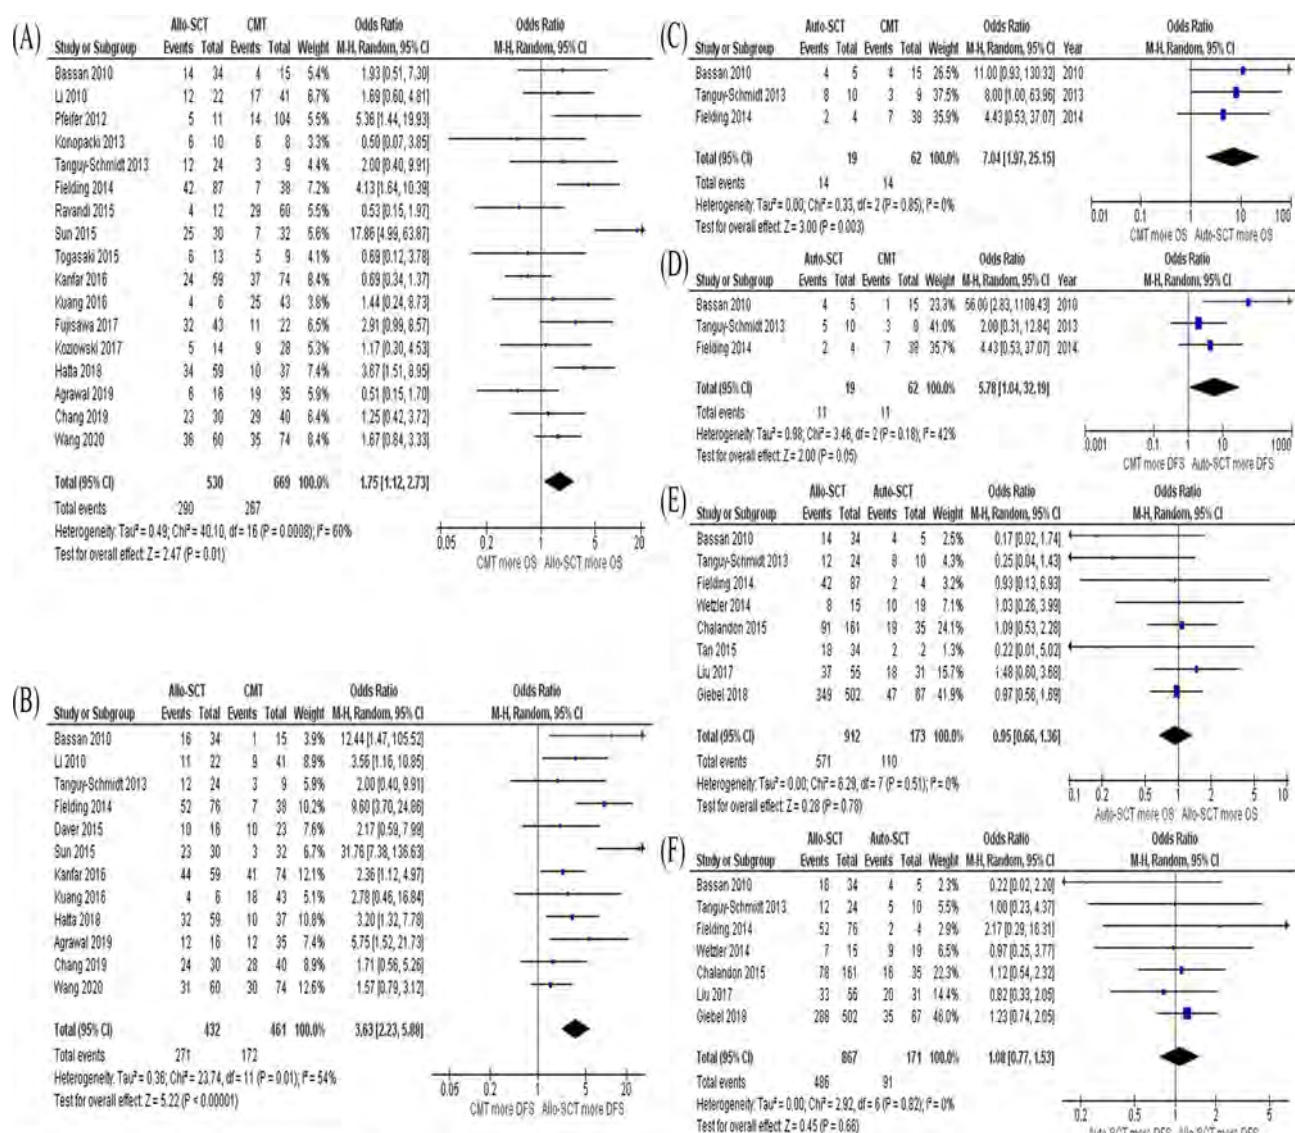 (A)
Allo-SCT CMT Odds Ratio Odds Ratio
Study or Subgroup Events Total Events Total Weight M-H, Random, 95% CI M-H, Random, 95% CI
Bassan 2010 14 34 4 15 5.4% 1.93 [0.51, 7.30]
Li 2010 12 22 17 41 6.7% 1.69 [0.60, 4.81]
Pfeifer 2012 5 11 14 104 5.4% 5.36 [1.44, 19.93]
Konopacki 2013 6 10 6 8 3.3% 0.50 [0.07, 3.85]
Tanguy-Schmidt 2013 12 24 3 9 4.4% 2.00 [0.40, 9.91]
Fielding 2014 42 87 7 38 7.2% 4.13 [1.64, 10.39]
Ravandi 2015 4 12 29 60 5.5% 0.53 [0.15, 1.97]
Sun 2015 25 30 7 32 5.6% 17.86 [4.99, 63.87]
Togasaki 2015 6 13 5 9 4.1% 0.69 [0.12, 3.78]
Kanfar 2016 24 59 37 74 8.4% 0.69 [0.34, 1.37]
Kuang 2016 4 6 25 43 3.8% 1.44 [0.24, 8.73]
Fujisawa 2017 32 43 11 22 6.6% 2.91 [0.99, 8.57]
Koziowski 2017 5 14 9 28 5.3% 1.17 [0.30, 4.53]
Hatta 2018 34 59 10 37 7.4% 3.67 [1.51, 8.95]
Agrawal 2019 6 16 19 35 6.0% 0.51 [0.15, 1.70]
Chang 2019 23 30 29 40 6.5% 1.25 [0.42, 3.72]
Wang 2020 36 60 35 74 8.4% 1.67 [0.84, 3.33]
Total (95% CI) 530 669 100.0% 1.75 [1.12, 2.73]
Total events 290 267
Heterogeneity: Tau² = 0.49; Chi² = 40.10, df = 16 (P = 0.0008); I² = 60%
Test for overall effect: Z = 2.47 (P = 0.01)
0.05 0.2 1 5 20
CMT more OS Allo-SCT more OS
(B)
Allo-SCT CMT Odds Ratio Odds Ratio
Study or Subgroup Events Total Events Total Weight M-H, Random, 95% CI M-H, Random, 95% CI
Bassan 2010 16 34 1 15 3.9% 12.44 [1.47, 105.52]
Li 2010 11 22 9 41 8.9% 3.56 [1.16, 10.85]
Tanguy-Schmidt 2013 12 24 3 9 5.9% 2.00 [0.40, 9.91]
Fielding 2014 52 76 7 38 10.2% 9.60 [3.70, 24.86]
Daver 2015 10 16 10 23 7.6% 2.17 [0.59, 7.99]
Sun 2015 23 30 3 32 6.7% 31.76 [7.38, 136.63]
Kanfar 2016 44 59 41 74 12.1% 2.36 [1.12, 4.97]
Kuang 2016 4 6 18 43 5.1% 2.78 [0.46, 16.84]
Hatta 2018 32 59 10 37 10.8% 3.20 [1.32, 7.78]
Agrawal 2019 12 16 12 35 7.4% 5.75 [1.52, 21.73]
Chang 2019 24 30 28 40 8.9% 1.71 [0.56, 5.26]
Wang 2020 31 60 30 74 12.6% 1.57 [0.79, 3.12]
Total (95% CI) 432 461 100.0% 3.63 [2.23, 5.88]
Total events 271 172
Heterogeneity: Tau² = 0.36; Chi² = 23.74, df = 11 (P = 0.01); I² = 54%
Test for overall effect: Z = 5.22 (P < 0.00001)
0.05 0.2 1 5 20
CMT more DFS Allo-SCT more DFS
(C)
Auto-SCT CMT Odds Ratio Odds Ratio
Study or Subgroup Events Total Events Total Weight M-H, Random, 95% CI Year M-H, Random, 95% CI
Bassan 2010 4 5 4 15 26.5% 11.00 [0.93, 130.32] 2010
Tanguy-Schmidt 2013 8 10 3 9 37.5% 8.00 [1.00, 63.96] 2013
Fielding 2014 2 4 7 38 35.9% 4.43 [0.53, 37.07] 2014
Total (95% CI) 19 62 100.0% 7.04 [1.97, 25.15]
Total events 14 14
Heterogeneity: Tau² = 0.00; Chi² = 0.33, df = 2 (P = 0.85); I² = 0%
Test for overall effect: Z = 3.00 (P = 0.003)
0.01 0.1 1 10 100
CMT more OS Auto-SCT more OS
(D)
Auto-SCT CMT Odds Ratio Odds Ratio
Study or Subgroup Events Total Events Total Weight M-H, Random, 95% CI Year M-H, Random, 95% CI
Bassan 2010 4 5 1 15 23.3% 56.00 [2.83, 1109.43] 2010
Tanguy-Schmidt 2013 5 10 3 9 41.0% 2.00 [0.31, 12.84] 2013
Fielding 2014 2 4 7 38 35.7% 4.43 [0.53, 37.07] 2014
Total (95% CI) 19 62 100.0% 5.78 [1.04, 32.19]
Total events 11 11
Heterogeneity: Tau² = 0.98; Chi² = 3.46, df = 2 (P = 0.18); I² = 42%
Test for overall effect: Z = 2.00 (P = 0.05)
0.001 0.1 1 10 1000
CMT more DFS Auto-SCT more DFS
(E)
Allo-SCT Auto-SCT Odds Ratio Odds Ratio
Study or Subgroup Events Total Events Total Weight M-H, Random, 95% CI M-H, Random, 95% CI
Bassan 2010 14 34 4 5 2.5% 0.17 [0.02, 1.74]
Tanguy-Schmidt 2013 12 24 8 10 4.3% 0.25 [0.04, 1.43]
Fielding 2014 42 87 2 4 3.2% 0.93 [0.13, 6.93]
Wetzler 2014 8 15 10 19 7.1% 1.03 [0.26, 3.99]
Chalandon 2015 91 161 19 35 24.1% 1.09 [0.53, 2.28]
Tan 2015 18 34 2 2 1.3% 0.22 [0.01, 5.02]
Liu 2017 37 55 18 31 15.7% 1.48 [0.60, 3.68]
Giebel 2018 349 502 47 67 41.9% 0.97 [0.56, 1.69]
Total (95% CI) 912 173 100.0% 0.95 [0.66, 1.36]
Total events 571 110
Heterogeneity: Tau² = 0.00; Chi² = 6.29, df = 7 (P = 0.51); I² = 0%
Test for overall effect: Z = 0.28 (P = 0.78)
0.1 0.2 0.5 1 2 5 10
Auto-SCT more OS Allo-SCT more OS
(F)
Allo-SCT Auto-SCT Odds Ratio Odds Ratio
Study or Subgroup Events Total Events Total Weight M-H, Random, 95% CI M-H, Random, 95% CI
Bassan 2010 16 34 4 5 2.3% 0.22 [0.02, 2.20]
Tanguy-Schmidt 2013 12 24 5 10 5.5% 1.00 [0.23, 4.37]
Fielding 2014 52 76 2 4 2.9% 2.17 [0.29, 16.31]
Wetzler 2014 7 15 9 19 6.5% 0.97 [0.25, 3.77]
Chalandon 2015 78 161 16 35 22.3% 1.12 [0.54, 2.32]
Liu 2017 33 55 20 31 14.4% 0.82 [0.33, 2.05]
Giebel 2018 288 502 35 67 46.0% 1.23 [0.74, 2.05]
Total (95% CI) 867 171 100.0% 1.08 [0.77, 1.53]
Total events 486 91
Heterogeneity: Tau² = 0.00; Chi² = 2.92, df = 6 (P = 0.82); I² = 0%
Test for overall effect: Z = 0.45 (P = 0.66)
0.2 0.5 1 2 5
Auto-SCT more DFS Allo-SCT more DFS